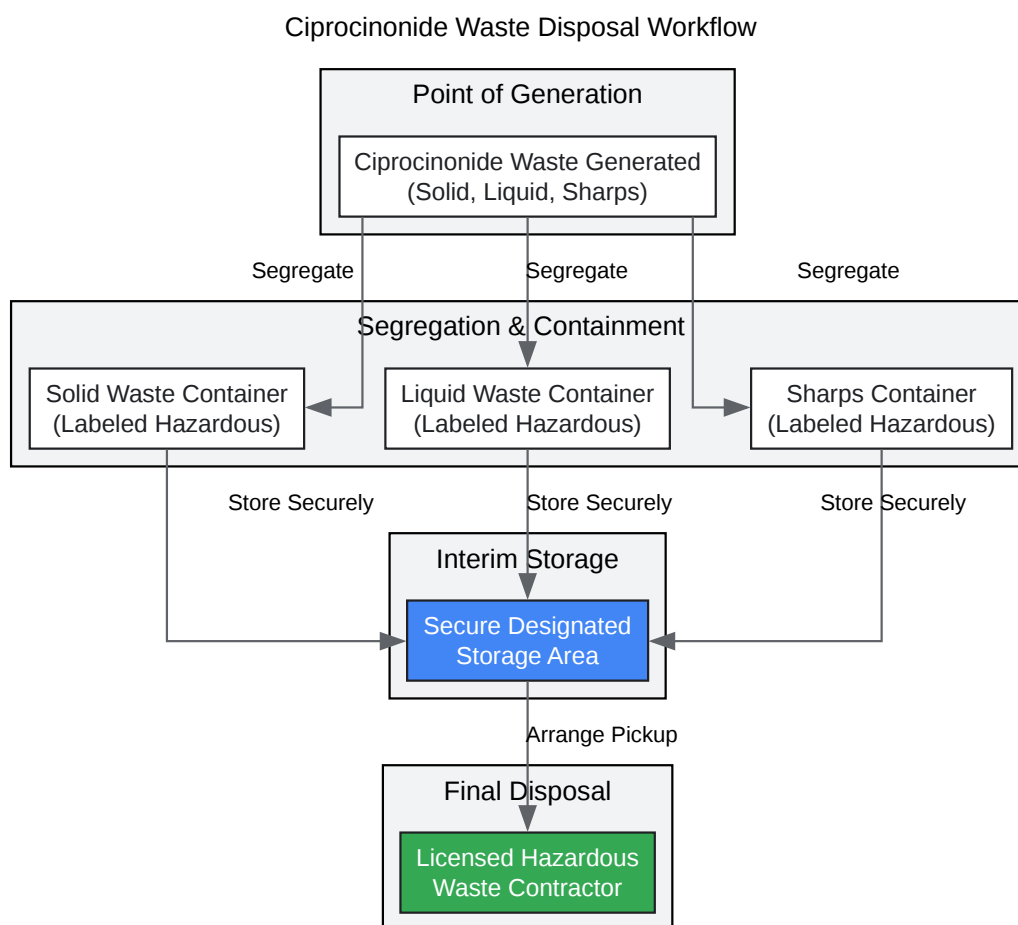 Ciprocinonide Waste Disposal Workflow
Point of Generation
Ciprocinonide Waste Generated
(Solid, Liquid, Sharps)
Segregate
Segregate
Segregate
Segregation & Containment
Solid Waste Container
(Labeled Hazardous)
Liquid Waste Container
(Labeled Hazardous)
Sharps Container
(Labeled Hazardous)
Store Securely
Store Securely
Store Securely
Interim Storage
Secure Designated
Storage Area
Arrange Pickup
Final Disposal
Licensed Hazardous
Waste Contractor